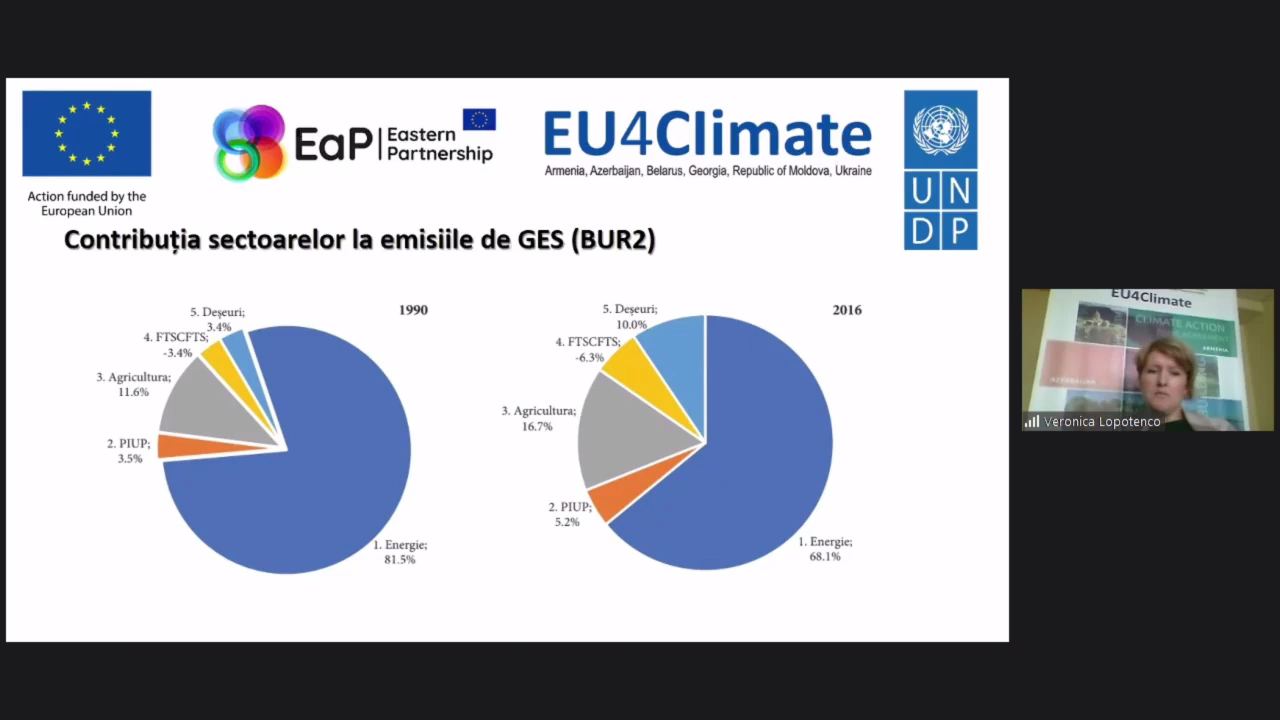 Action funded by the
European Union
EaP
Eastern
Partnership
EU4Climate
Armenia, Azerbaijan, Belarus, Georgia, Republic of Moldova, Ukraine
U N
D P
Contribuția sectoarelor la emisiile de GES (BUR2)
1990
5. Deșeuri;
3.4%
4. FTSCFTS;
-3.4%
3. Agricultura;
11.6%
2. PIUP;
3.5%
1. Energie;
81.5%
2016
5. Deșeuri;
10.0%
4. FTSCFTS;
-6.3%
3. Agricultura;
16.7%
2. PIUP;
5.2%
1. Energie;
68.1%
EU4Climate
CLIMATE ACTION
ARMENIA
AZERBAIJAN
Veronica Lopotenco